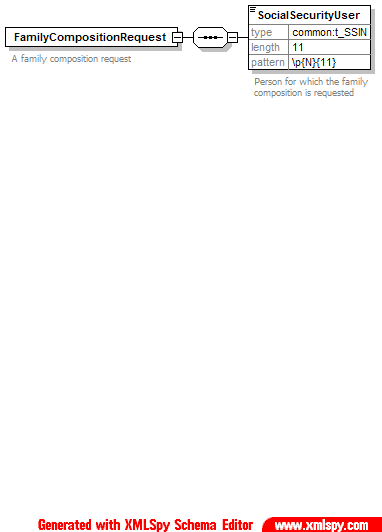 FamilyCompositionRequest
A family composition request
SocialSecurityUser
type common:t_SSIN
length 11
pattern \p{N}{11}
Person for which the family
composition is requested
Generated with XMLSpy Schema Editor www.xmlspy.com